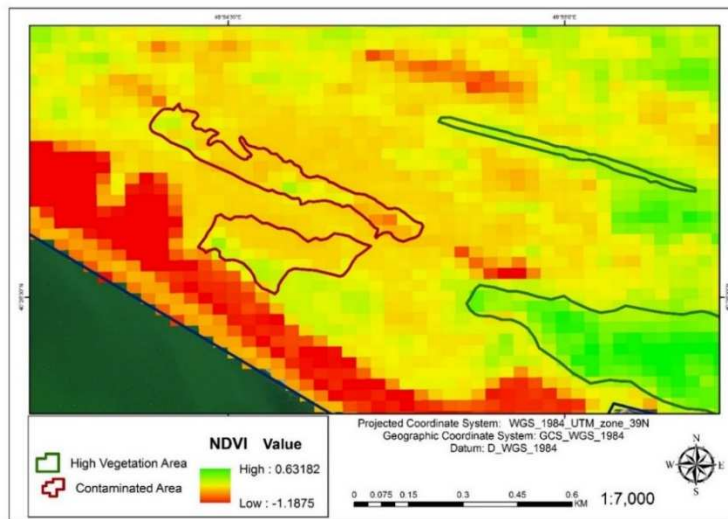 NDVI Value
High : 0.63182
Low : -1.1875
High Vegetation Area
Contaminated Area
Projected Coordinate System: WGS_1984_UTM_zone_39N
Geographic Coordinate System: GCS_WGS_1984
Datum: D_WGS_1984
N
W
E
S
0 0.075 0.15 0.3 0.45 0.6
KM
1:7,000